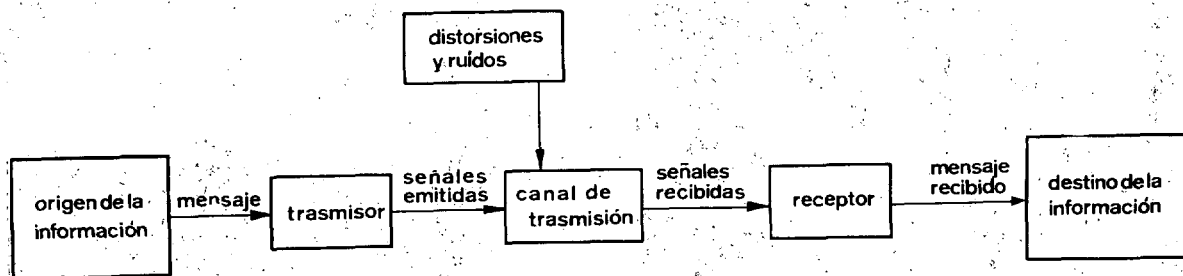 distorsiones
y ruídos
origen de la
información
mensaje
trasmisor
señales
emitidas
canal de
trasmisión
señales
recibidas
receptor
mensaje
recibido
destino de la
información